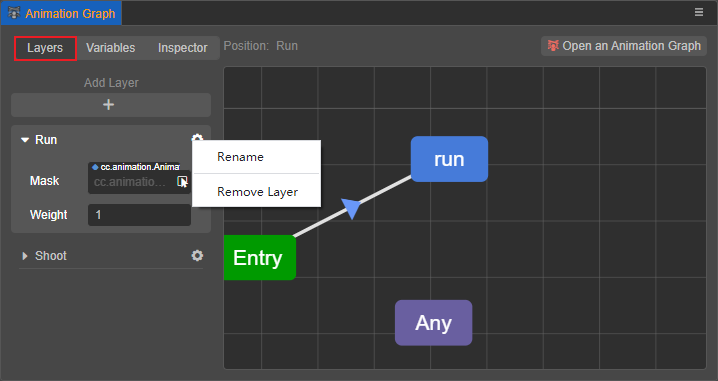 Animation Graph
Layers Variables Inspector
Position: Run
Open an Animation Graph
Add Layer
+
Run
Rename
Remove Layer
cc.animation.Anima
Mask cc.animatio...
Weight 1
Shoot
run
Entry
Any